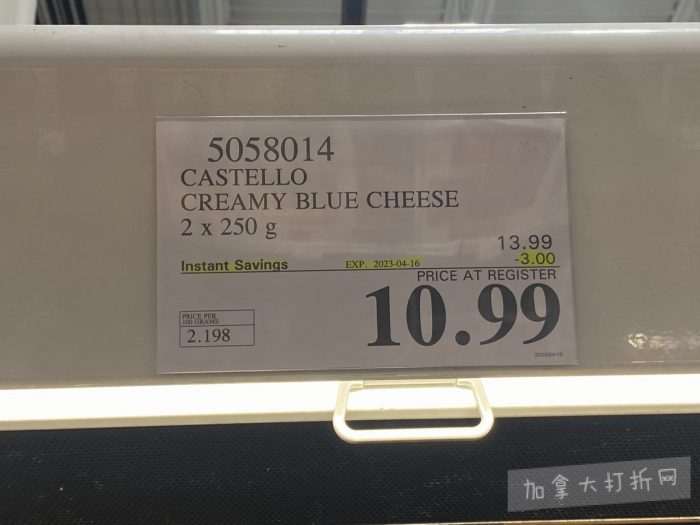 5058014
CASTELLO
CREAMY BLUE CHEESE
2 x 250 g
13.99
Instant Savings EXP. 2023-04-16 -3.00
PRICE AT REGISTER
10.99
PRICE PER
100 GRAMS
2.198
加拿大打折网